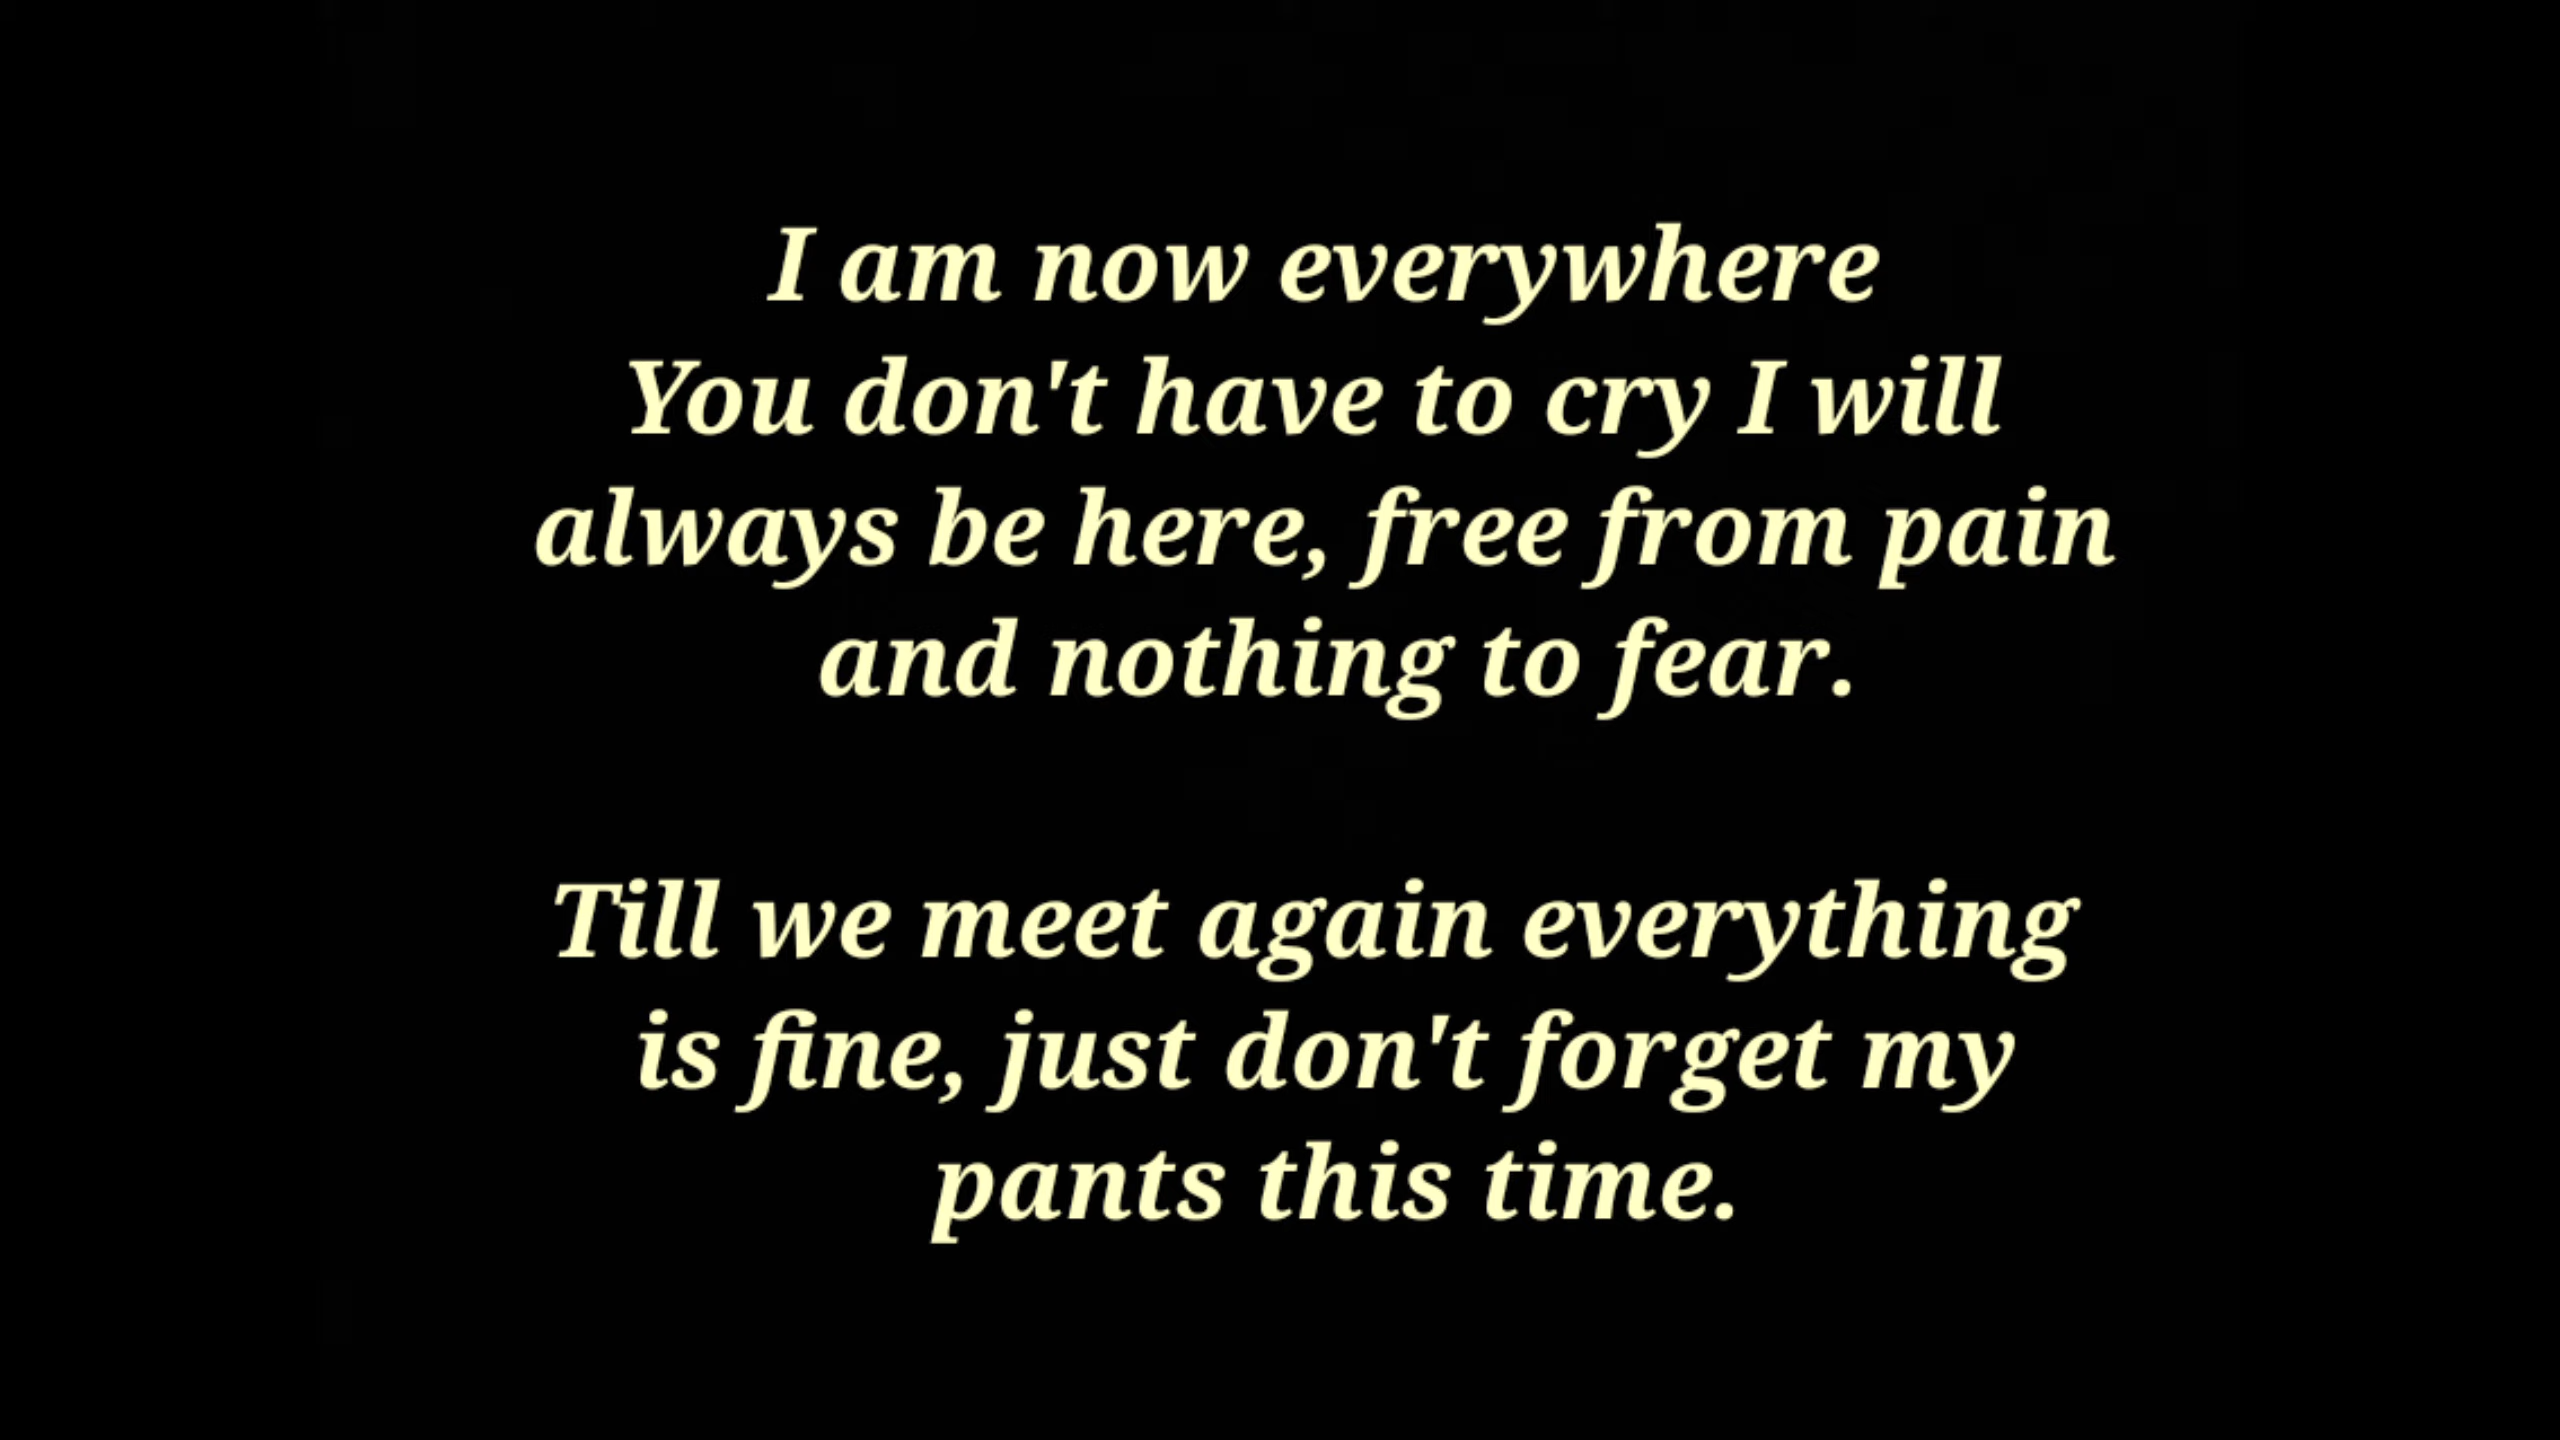 I am now everywhere
You don't have to cry I will
always be here, free from pain
and nothing to fear.
Till we meet again everything
is fine, just don't forget my
pants this time.